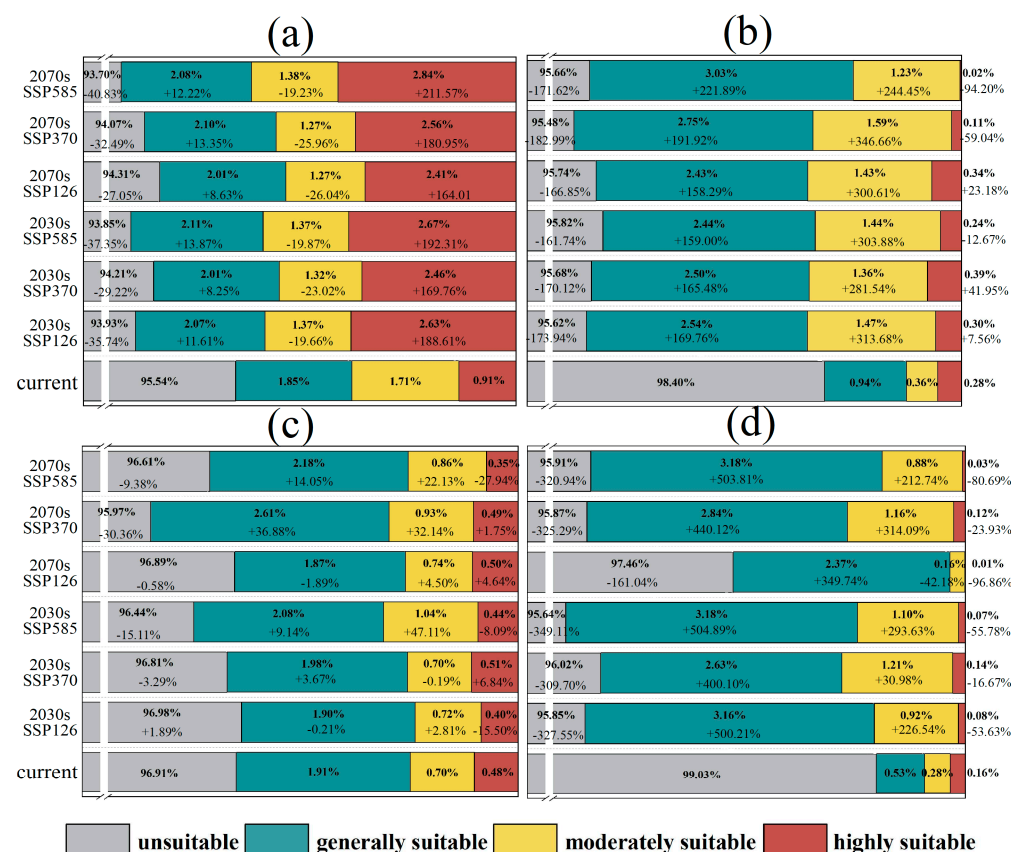 (a)
2070s
SSP585
93.70% 2.08% 1.38% 2.84%
-40.83% +12.22% -19.23% +211.57%
2070s
SSP370
94.07% 2.10% 1.27% 2.56%
-32.49% +13.35% -25.96% +180.95%
2070s
SSP126
94.31% 2.01% 1.27% 2.41%
-27.05% +8.63% -26.04% +164.01
2030s
SSP585
93.85% 2.11% 1.37% 2.67%
-37.35% +13.87% -19.87% +192.31%
2030s
SSP370
94.21% 2.01% 1.32% 2.46%
-29.22% +8.25% -23.02% +169.76%
2030s
SSP126
93.93% 2.07% 1.37% 2.63%
-35.74% +11.61% -19.66% +188.61%
current
95.54% 1.85% 1.71% 0.91%
(b)
95.66% 3.03% 1.23% 0.02%
-171.62% +221.89% +244.45% -94.20%
95.48% 2.75% 1.59% 0.11%
-182.99% +191.92% +346.66% -59.04%
95.74% 2.43% 1.43% 0.34%
-166.85% +158.29% +300.61% +23.18%
95.82% 2.44% 1.44% 0.24%
-161.74% +159.00% +303.88% -12.67%
95.68% 2.50% 1.36% 0.39%
-170.12% +165.48% +281.54% +41.95%
95.62% 2.54% 1.47% 0.30%
-173.94% +169.76% +313.68% +7.56%
98.40% 0.94% 0.36% 0.28%
(c)
2070s
SSP585
96.61% 2.18% 0.86% 0.35%
-9.38% +14.05% +22.13% -27.94%
2070s
SSP370
95.97% 2.61% 0.93% 0.49%
-30.36% +36.88% +32.14% +1.75%
2070s
SSP126
96.89% 1.87% 0.74% 0.50%
-0.58% -1.89% +4.50% +4.64%
2030s
SSP585
96.44% 2.08% 1.04% 0.44%
-15.11% +9.14% +47.11% -8.09%
2030s
SSP370
96.81% 1.98% 0.70% 0.51%
-3.29% +3.67% -0.19% +6.84%
2030s
SSP126
96.98% 1.90% 0.72% 0.40%
+1.89% -0.21% +2.81% -15.50%
current
96.91% 1.91% 0.70% 0.48%
(d)
95.91% 3.18% 0.88% 0.03%
-320.94% +503.81% +212.74% -80.69%
95.87% 2.84% 1.16% 0.12%
-325.29% +440.12% +314.09% -23.93%
97.46% 2.37% 0.16% 0.01%
-161.04% +349.74% -42.18% -96.86%
95.64% 3.18% 1.10% 0.07%
-349.11% +504.89% +293.63% -55.78%
96.02% 2.63% 1.21% 0.14%
-309.70% +400.10% +30.98% -16.67%
95.85% 3.16% 0.92% 0.08%
-327.55% +500.21% +226.54% -53.63%
99.03% 0.53% 0.28% 0.16%
unsuitable generally suitable moderately suitable highly suitable